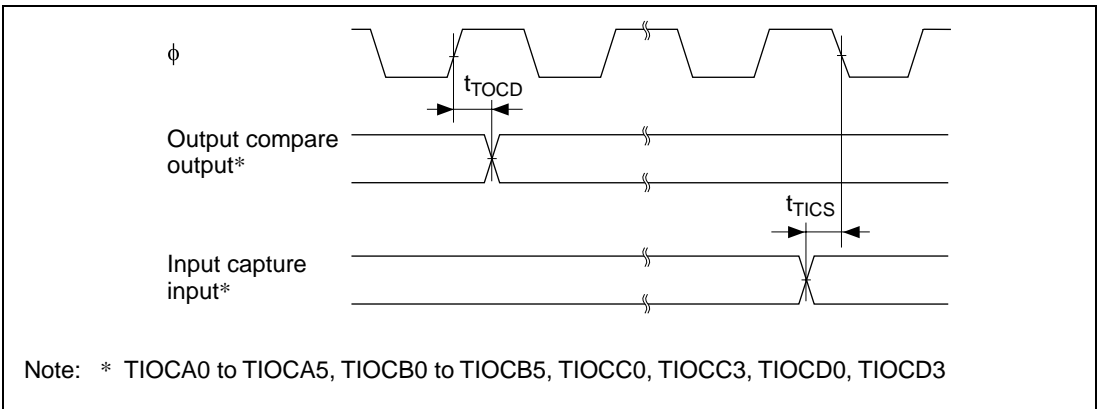 ϕ
tTOCD
Output compare
output*
tTICS
Input capture
input*
Note: * TIOCA0 to TIOCA5, TIOCB0 to TIOCB5, TIOCC0, TIOCC3, TIOCD0, TIOCD3